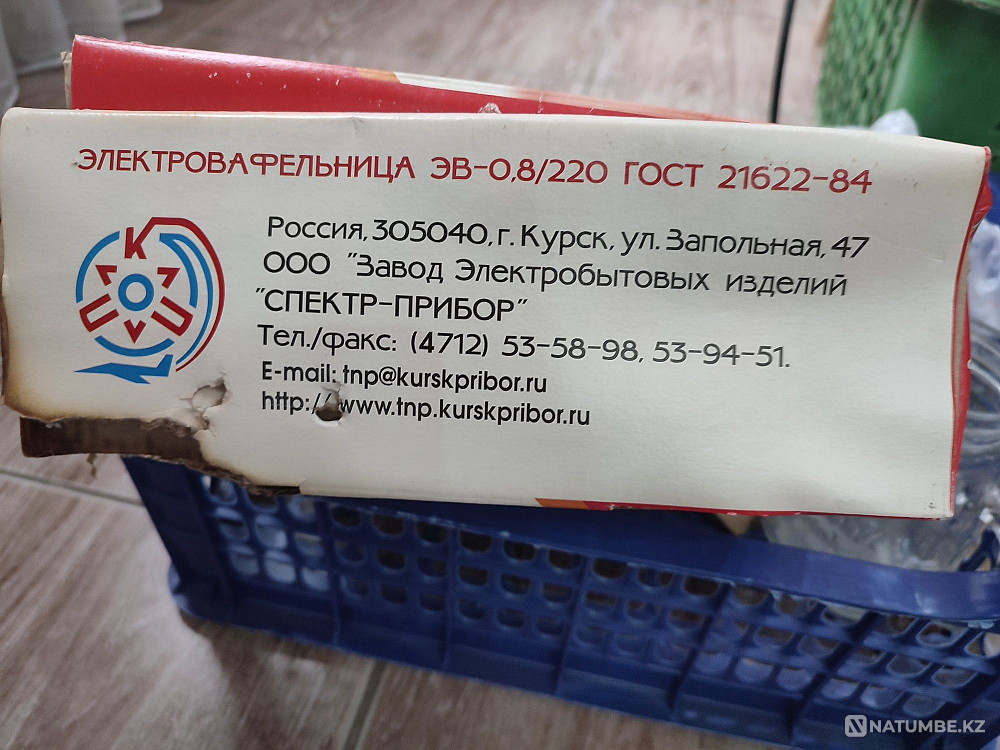 ЭЛЕКТРОВАФЕЛЬНИЦА ЭВ-0,8/220 ГОСТ 21622-84
Россия, 305040, г. Курск, ул. Запольная, 47
ООО "Завод Электробытовых изделий
"СПЕКТР-ПРИБОР"
Тел./факс: (4712) 53-58-98, 53-94-51.
E-mail: tnp@kurskpribor.ru
http://www.tnp.kurskpribor.ru
NATUMBE.KZ